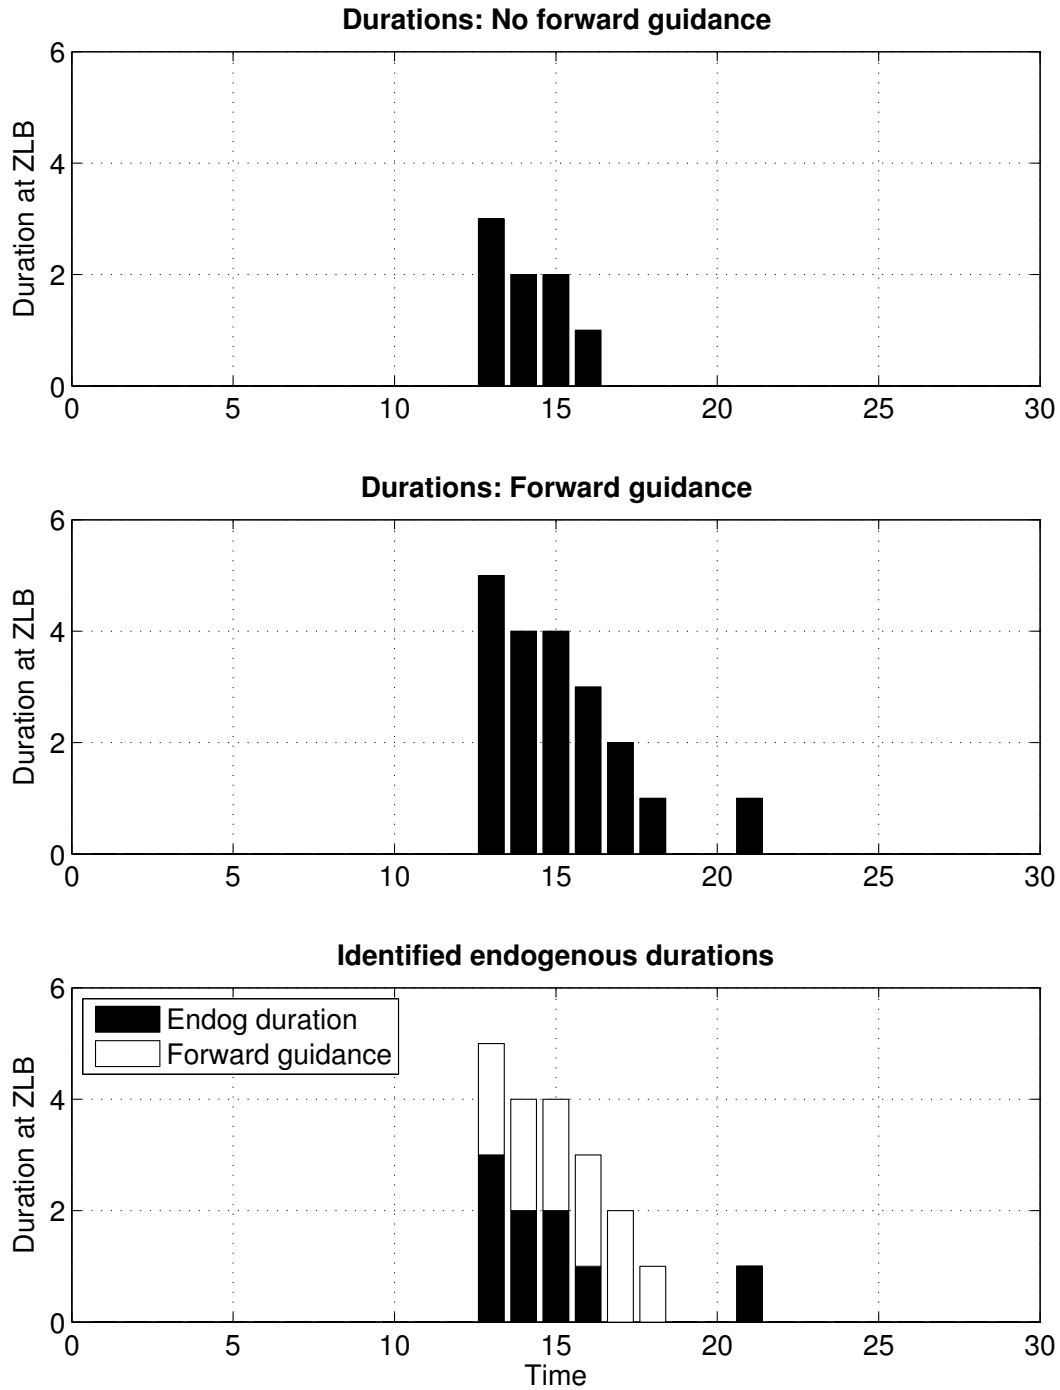 Durations: No forward guidance
Duration at ZLB
6
4
2
0
0 5 10 15 20 25 30
Durations: Forward guidance
Duration at ZLB
6
4
2
0
0 5 10 15 20 25 30
Identified endogenous durations
Duration at ZLB
6
4
2
0
Endog duration
Forward guidance
0 5 10 15 20 25 30
Time